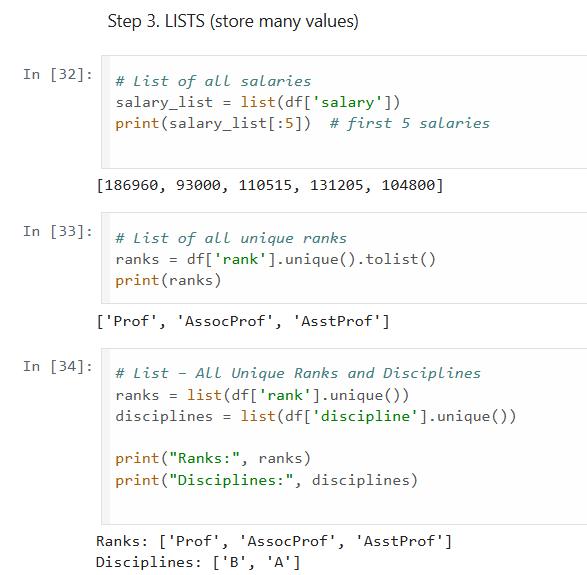 Step 3. LISTS (store many values)
In [32]:
# List of all salaries
salary_list = list(df['salary'])
print(salary_list[:5])  # first 5 salaries
[186960, 93000, 110515, 131205, 104800]
In [33]:
# List of all unique ranks
ranks = df['rank'].unique().tolist()
print(ranks)
['Prof', 'AssocProf', 'AsstProf']
In [34]:
# List – All Unique Ranks and Disciplines
ranks = list(df['rank'].unique())
disciplines = list(df['discipline'].unique())
print("Ranks:", ranks)
print("Disciplines:", disciplines)
Ranks: ['Prof', 'AssocProf', 'AsstProf']
Disciplines: ['B', 'A']